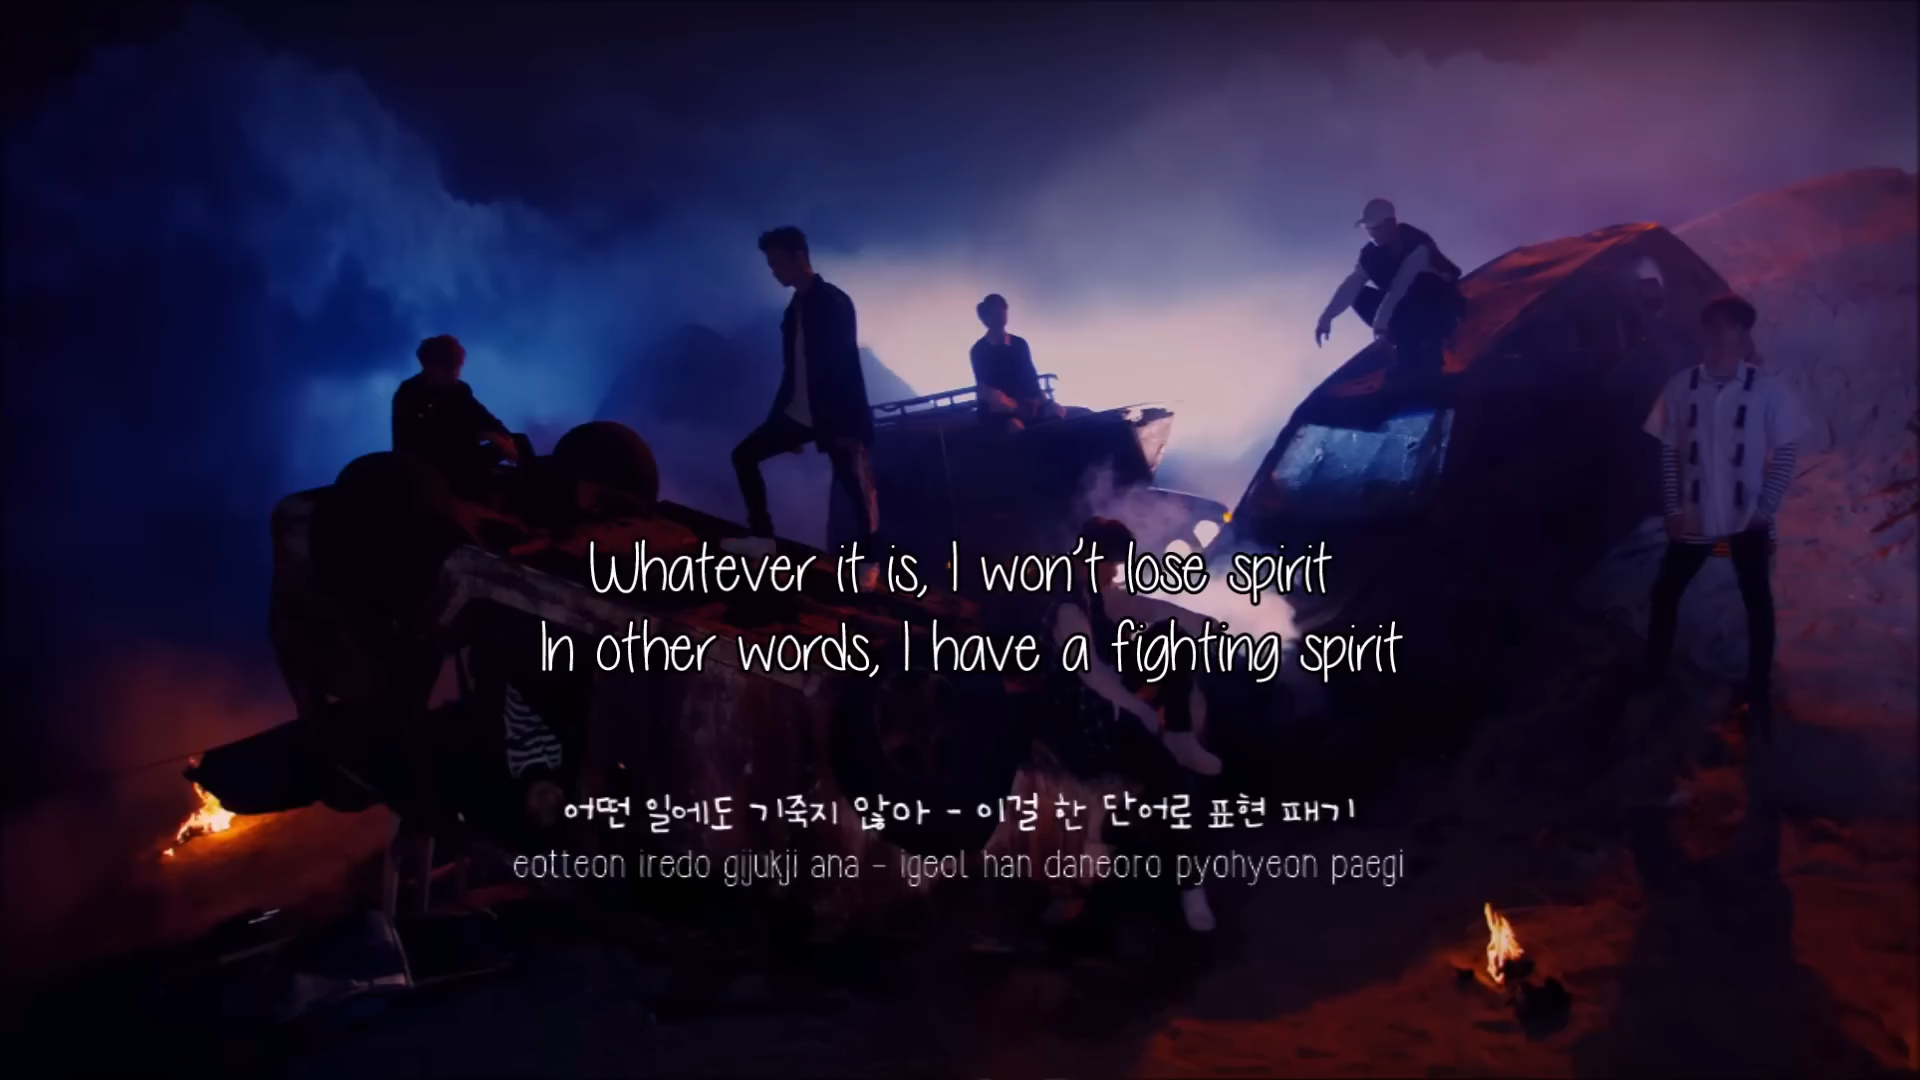 Whatever it is, I won't lose spirit
In other words, I have a fighting spirit
어떤 일에도 기죽지 않아 - 이걸 한 단어로 표현 패기
eotteon iredo gijukji ana - igeol han daneoro pyohyeon paegi